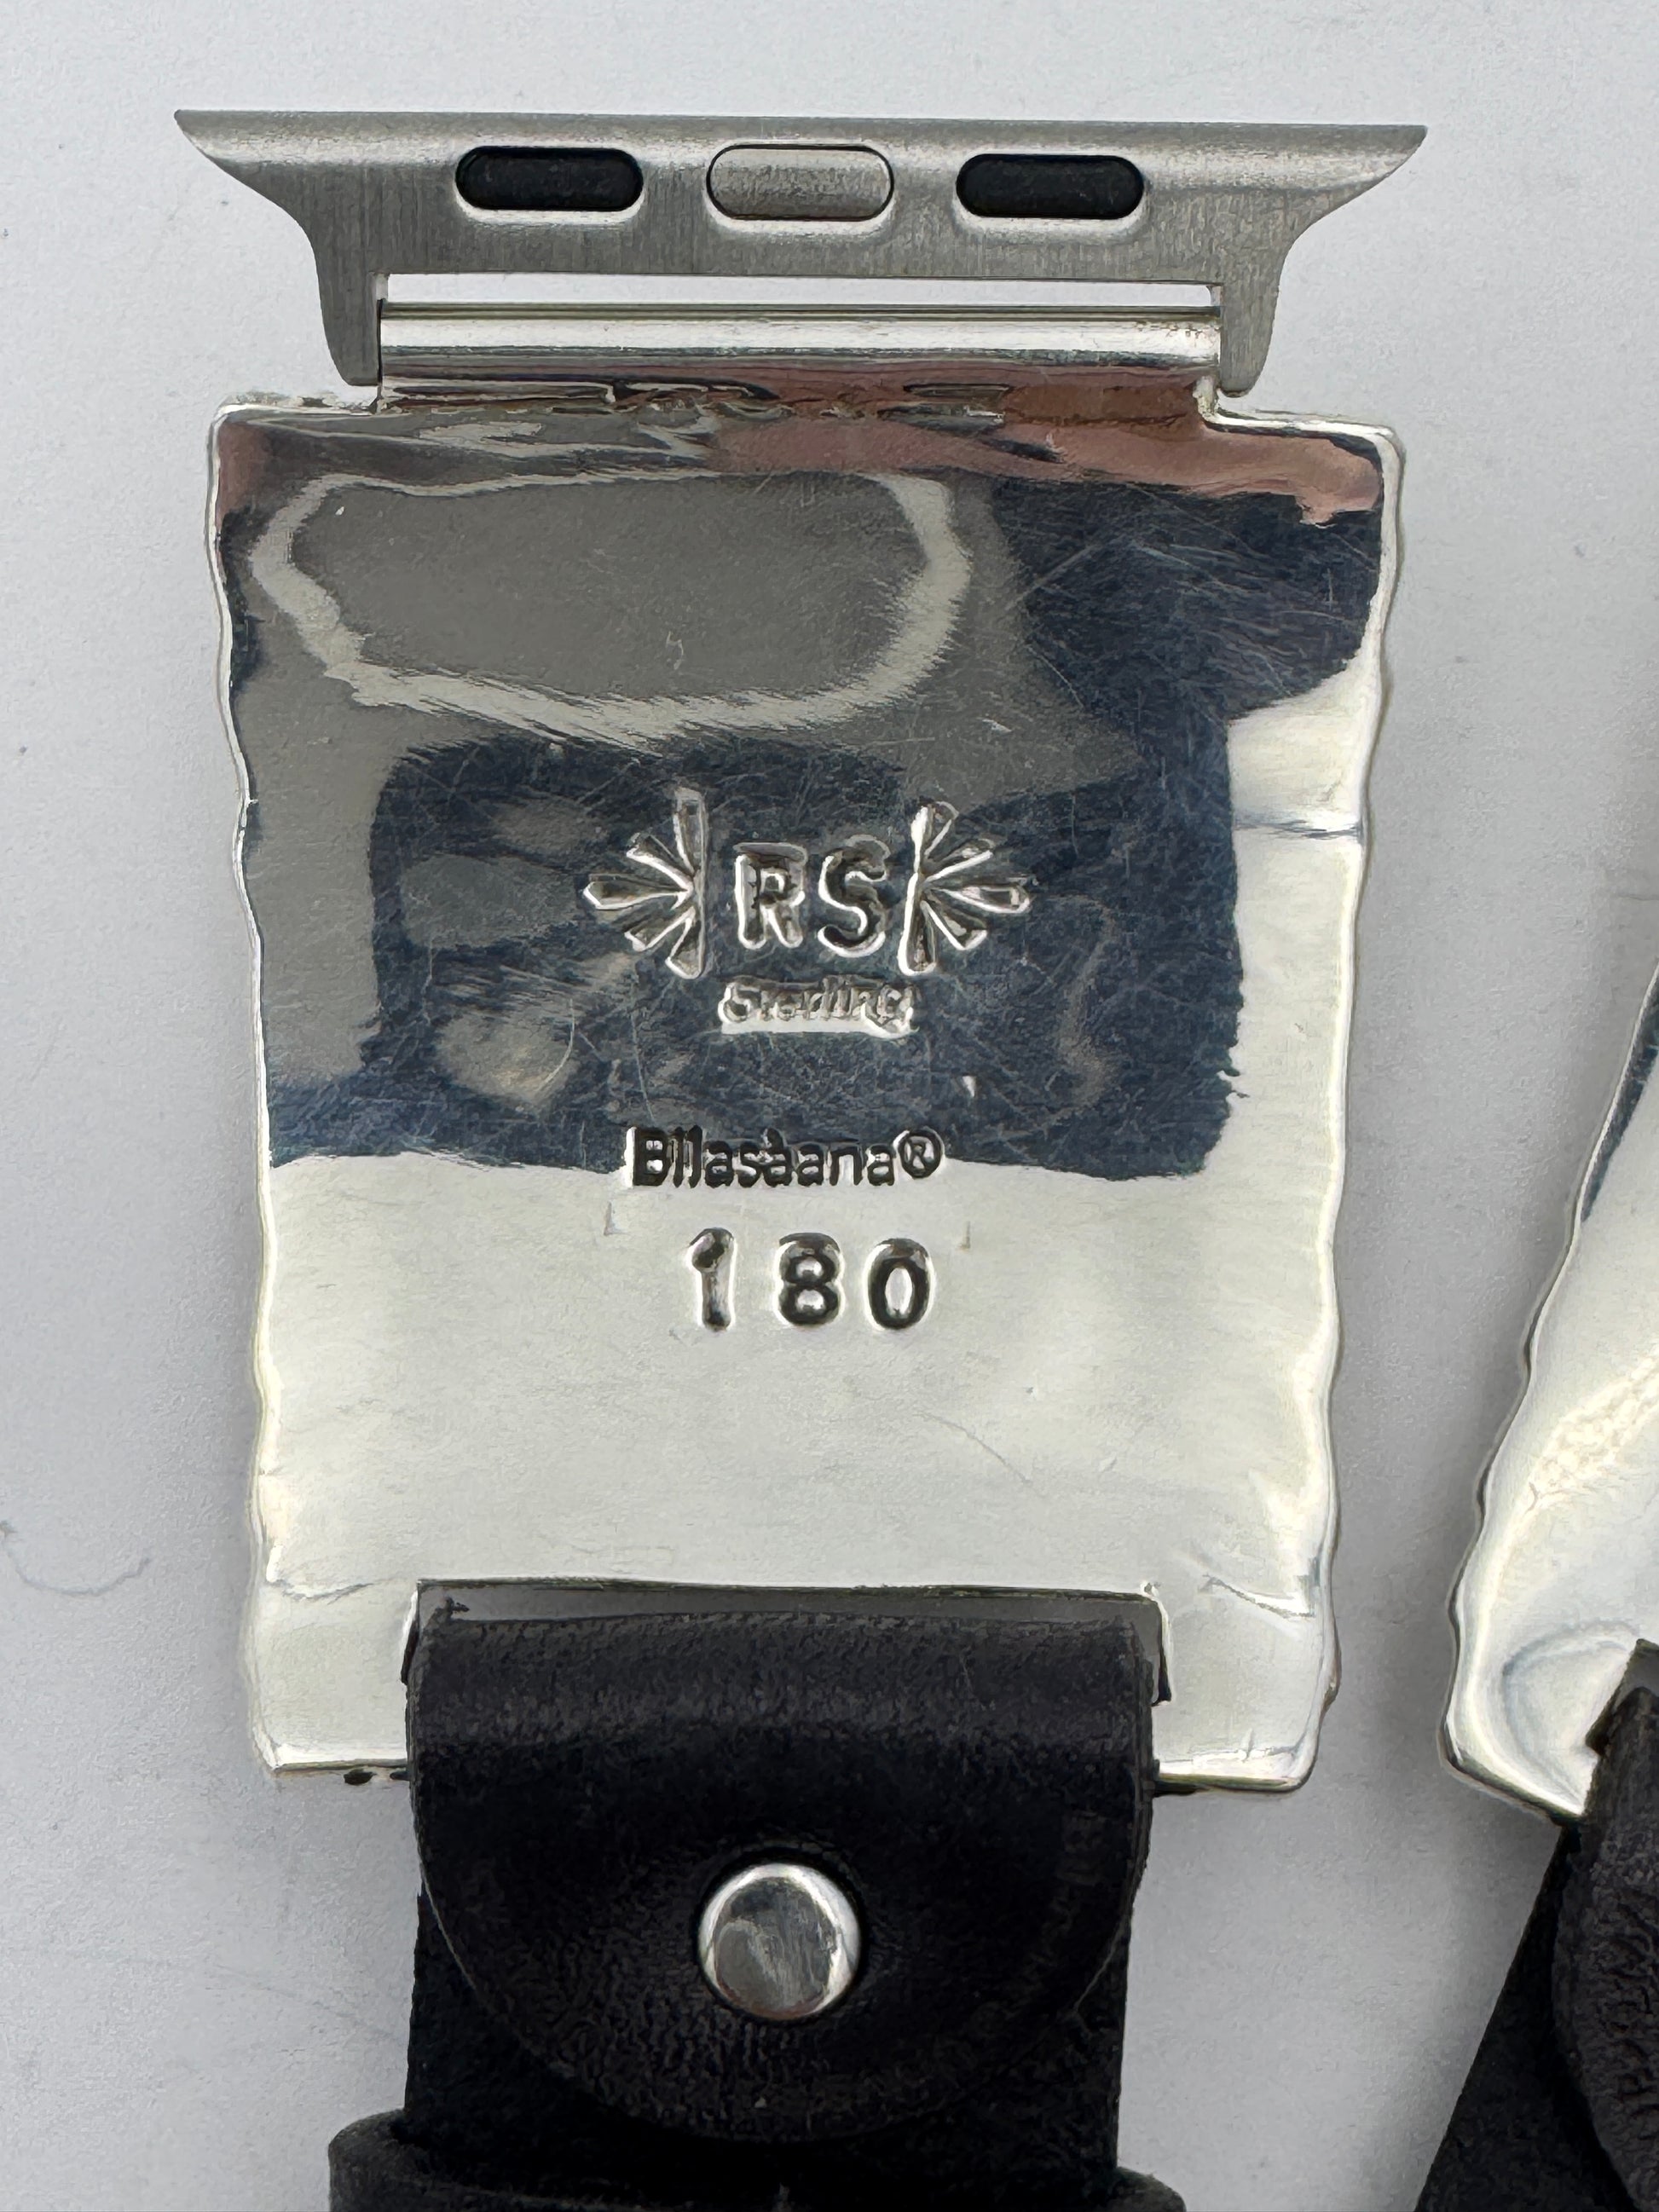 RS
Sterling
Bilasáana®
180